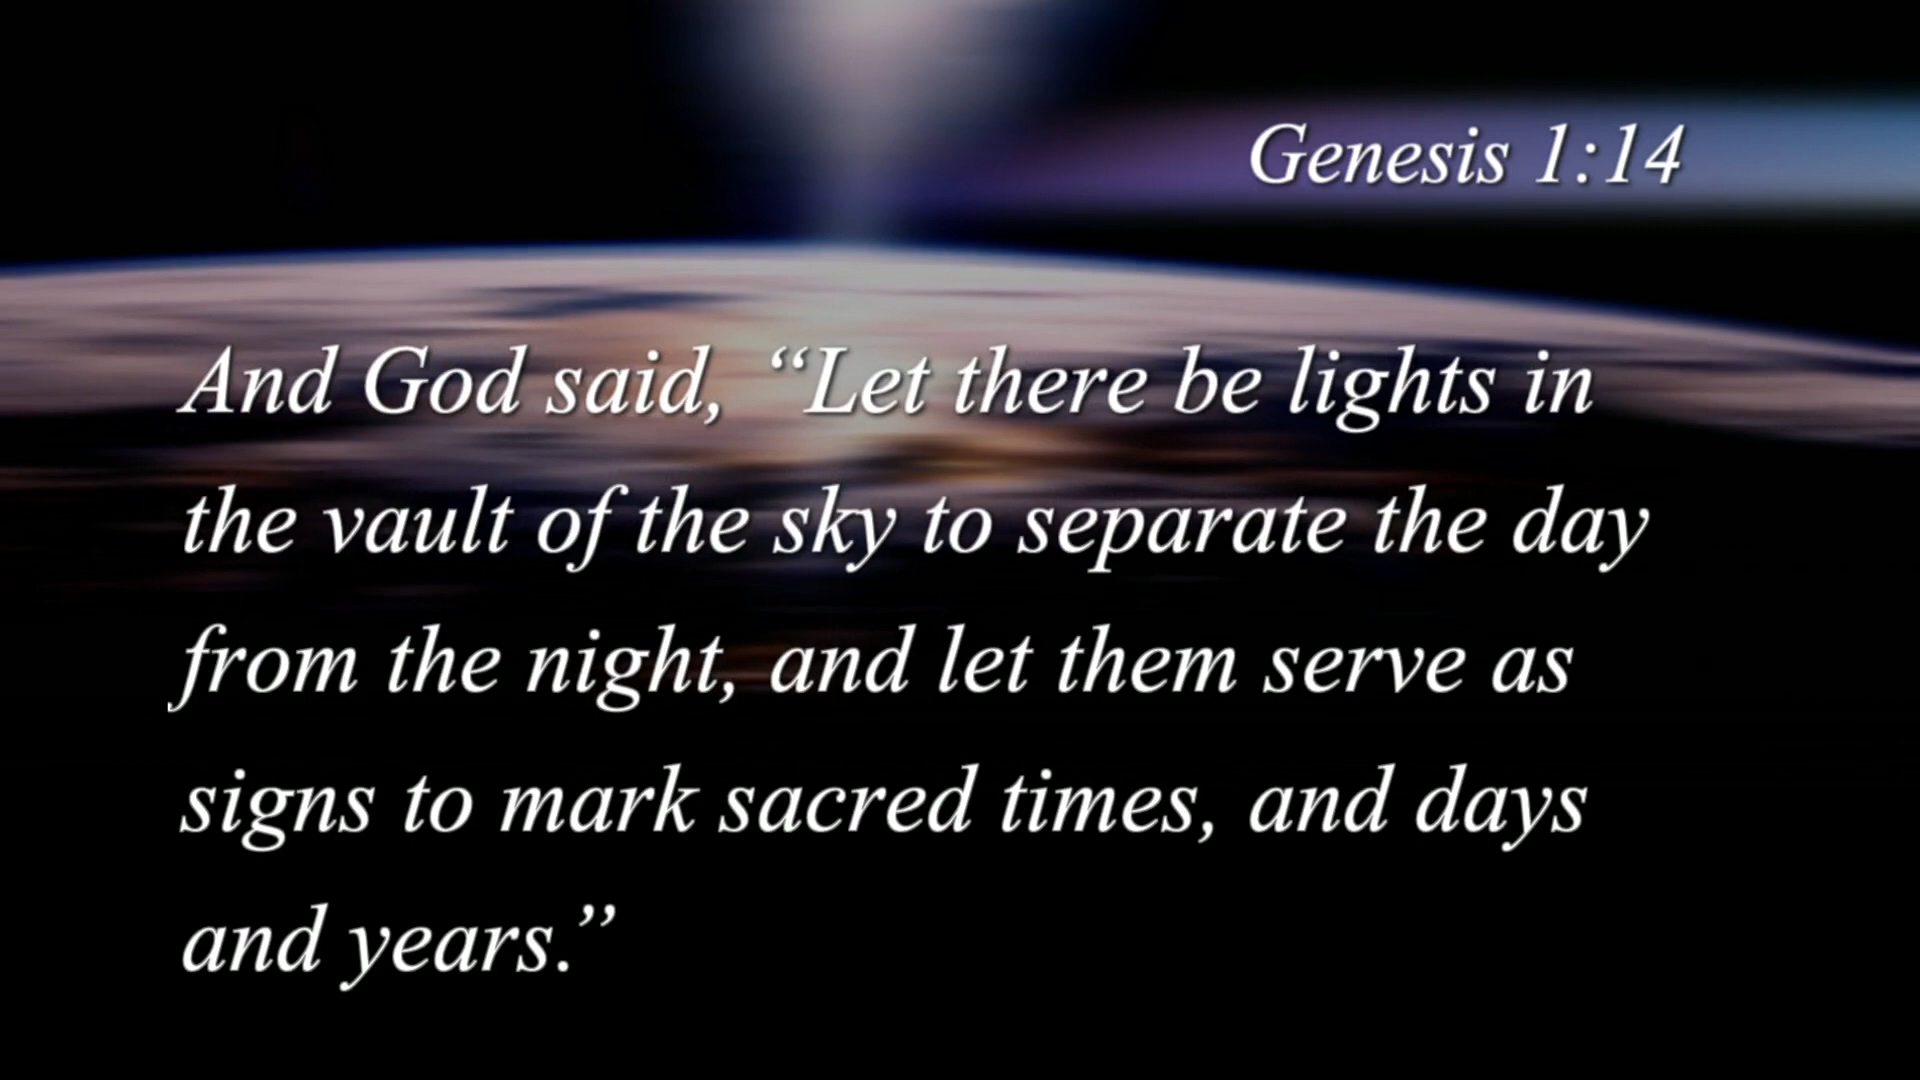 Genesis 1:14
And God said, “Let there be lights in
the vault of the sky to separate the day
from the night, and let them serve as
signs to mark sacred times, and days
and years.”